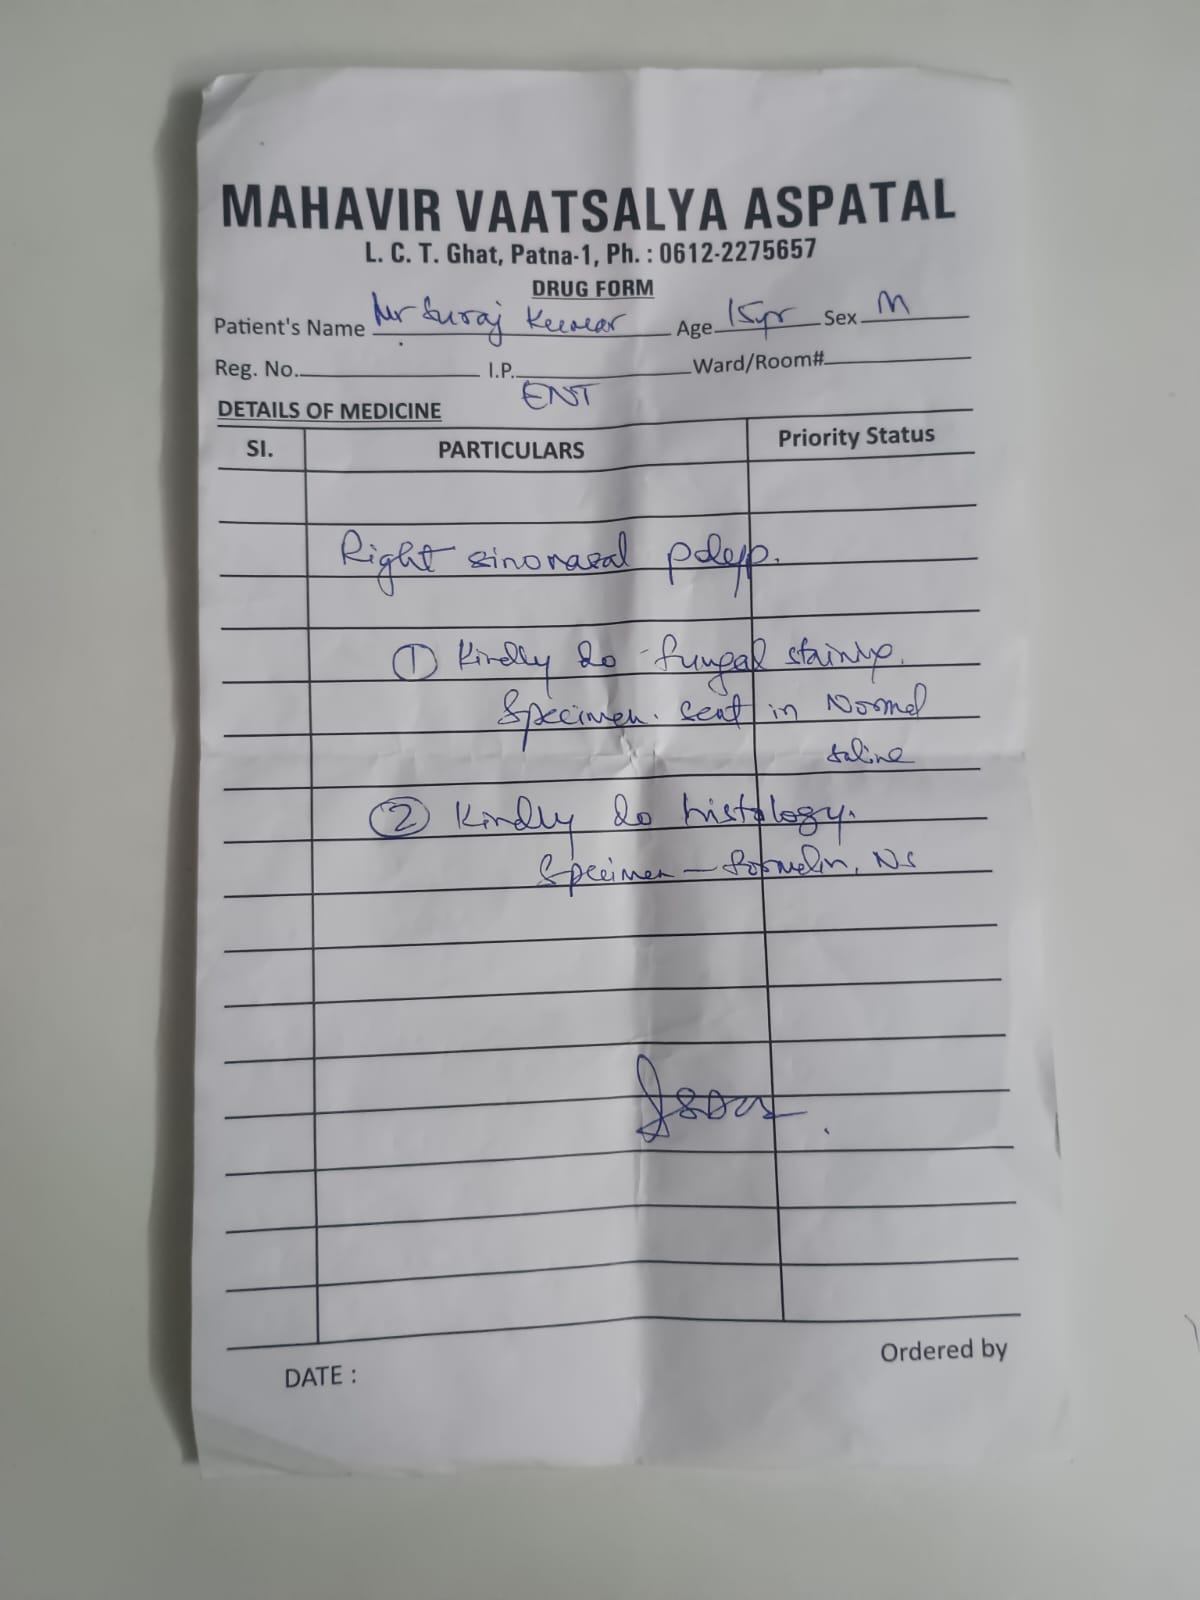 MAHAVIR VAATSALYA ASPATAL
L. C. T. Ghat, Patna-1, Ph. : 0612-2275657
DRUG FORM
Patient's Name Mr Suraj Kumar Age 15yr Sex M
Reg. No. I.P. Ward/Room#
ENT
DETAILS OF MEDICINE
SI. PARTICULARS Priority Status
Right sinonasal polyp.
① Kindly do fungal staining.
Specimen. sent in Normal
saline
② Kindly do histology.
Specimen — formelin, NS
Ordered by
DATE :